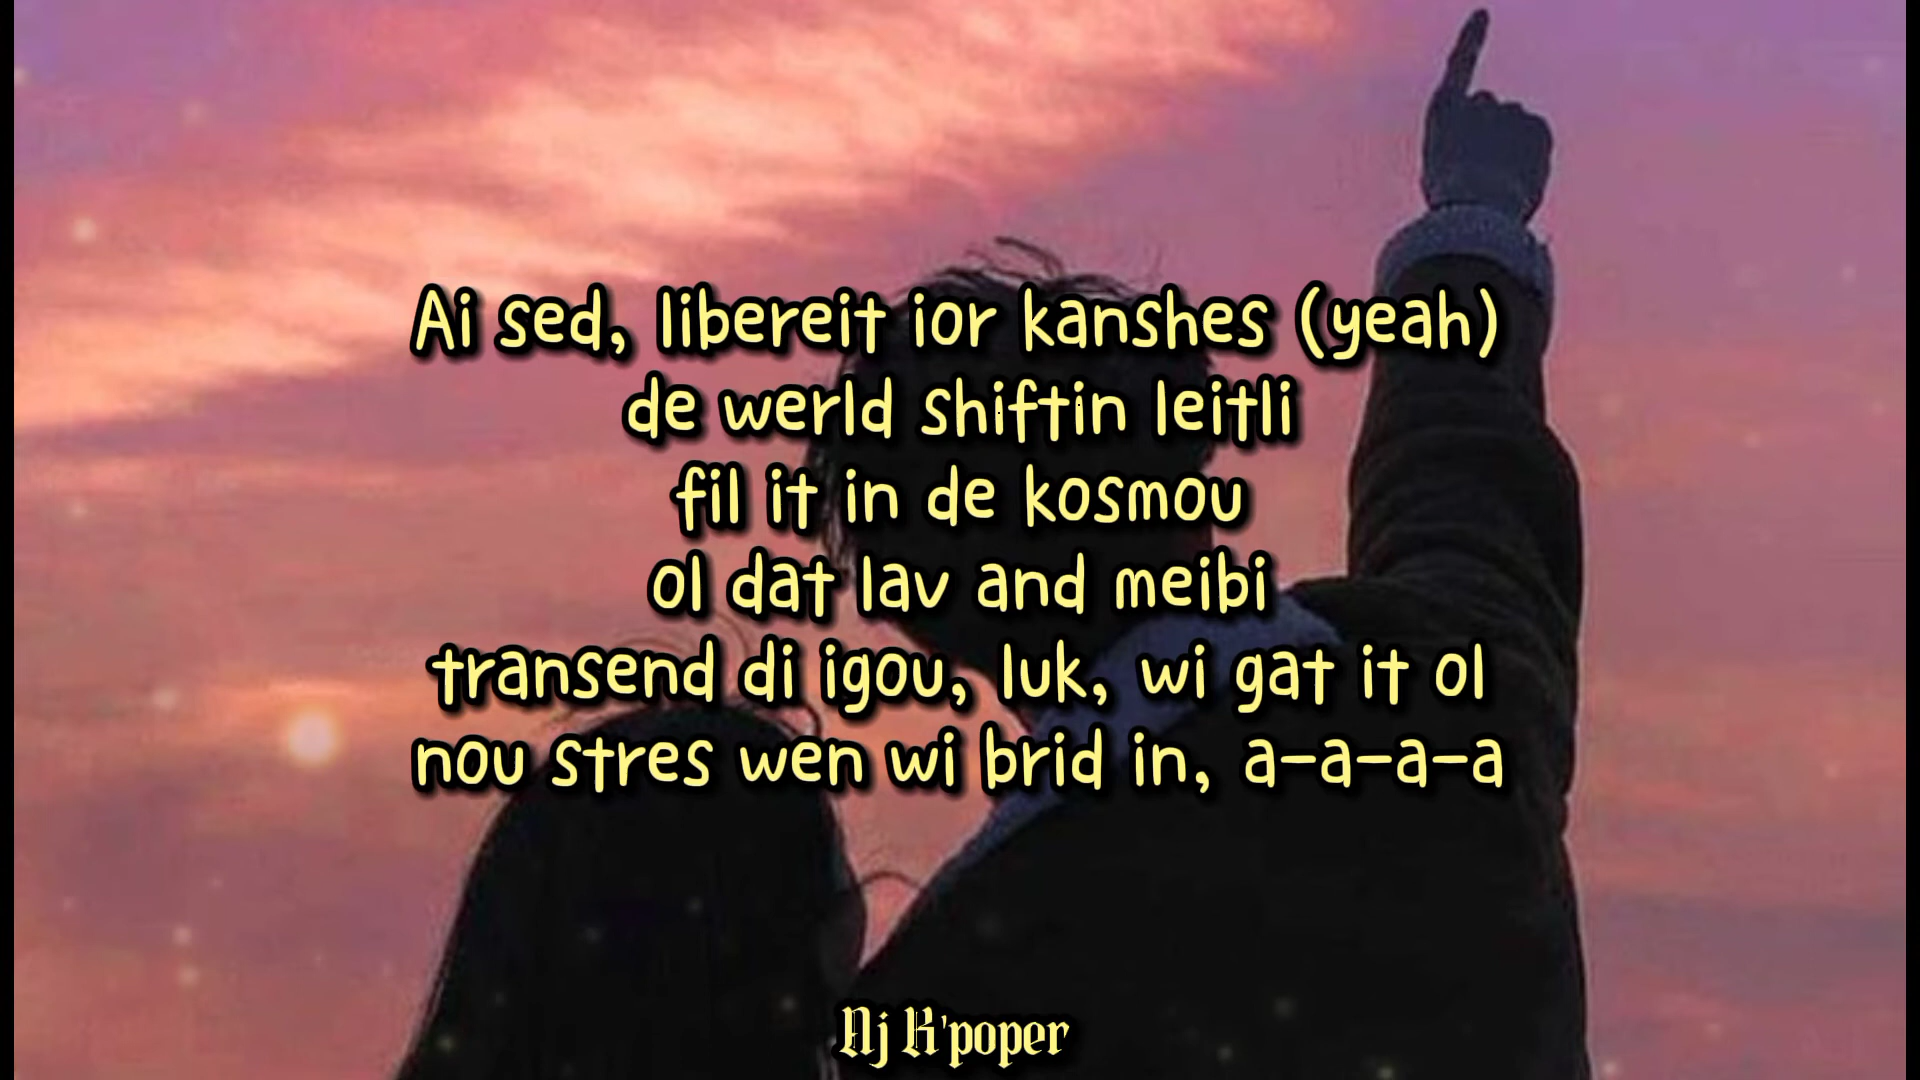 Ai sed, libereit ior kanshes (yeah)
de werld shiftin leitli
fil it in de kosmou
ol dat lav and meibi
transend di igou, luk, wi gat it ol
nou stres wen wi brid in, a-a-a-a
Aj K'poper